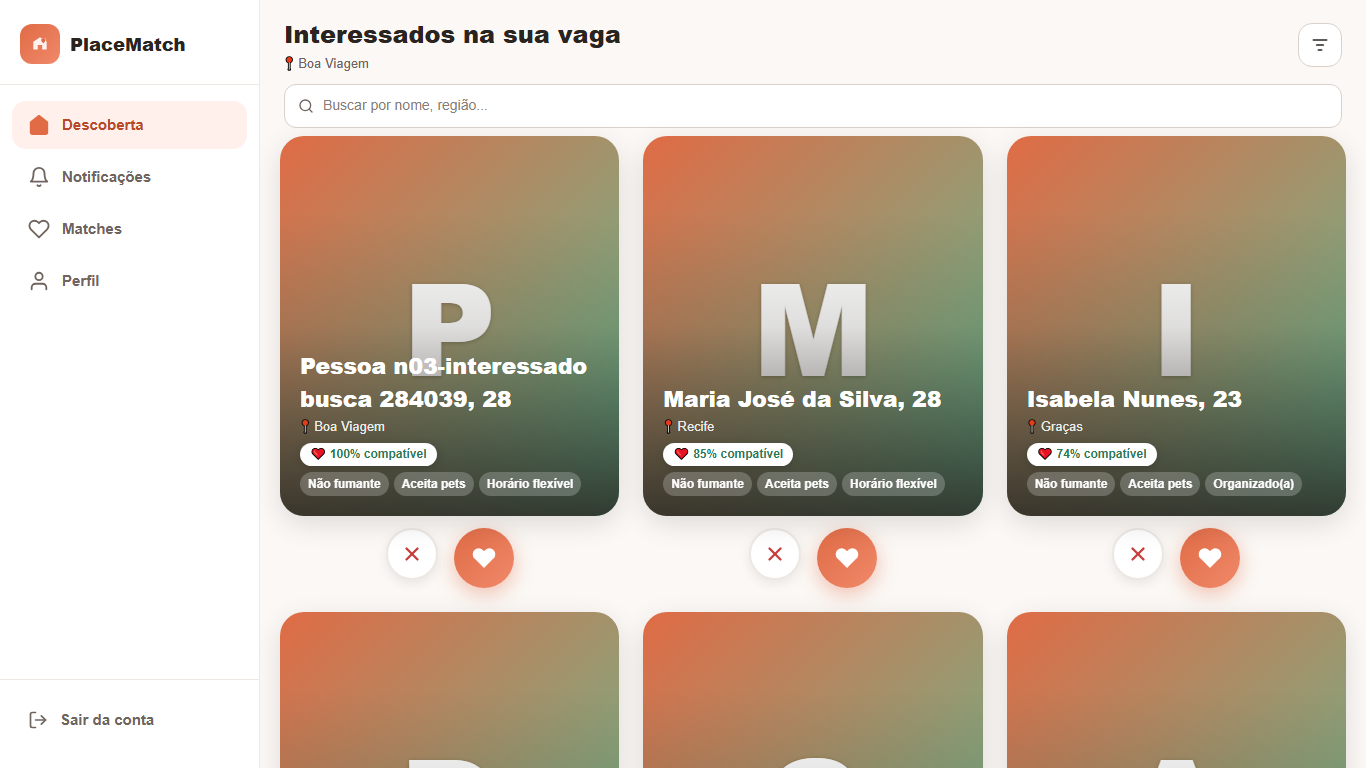 PlaceMatch
Descoberta
Notificações
Matches
Perfil
Sair da conta
Interessados na sua vaga
Boa Viagem
Buscar por nome, região...
P
Pessoa n03-interessado
busca 284039, 28
Boa Viagem
100% compatível
Não fumante Aceita pets Horário flexível
M
Maria José da Silva, 28
Recife
85% compatível
Não fumante Aceita pets Horário flexível
I
Isabela Nunes, 23
Graças
74% compatível
Não fumante Aceita pets Organizado(a)